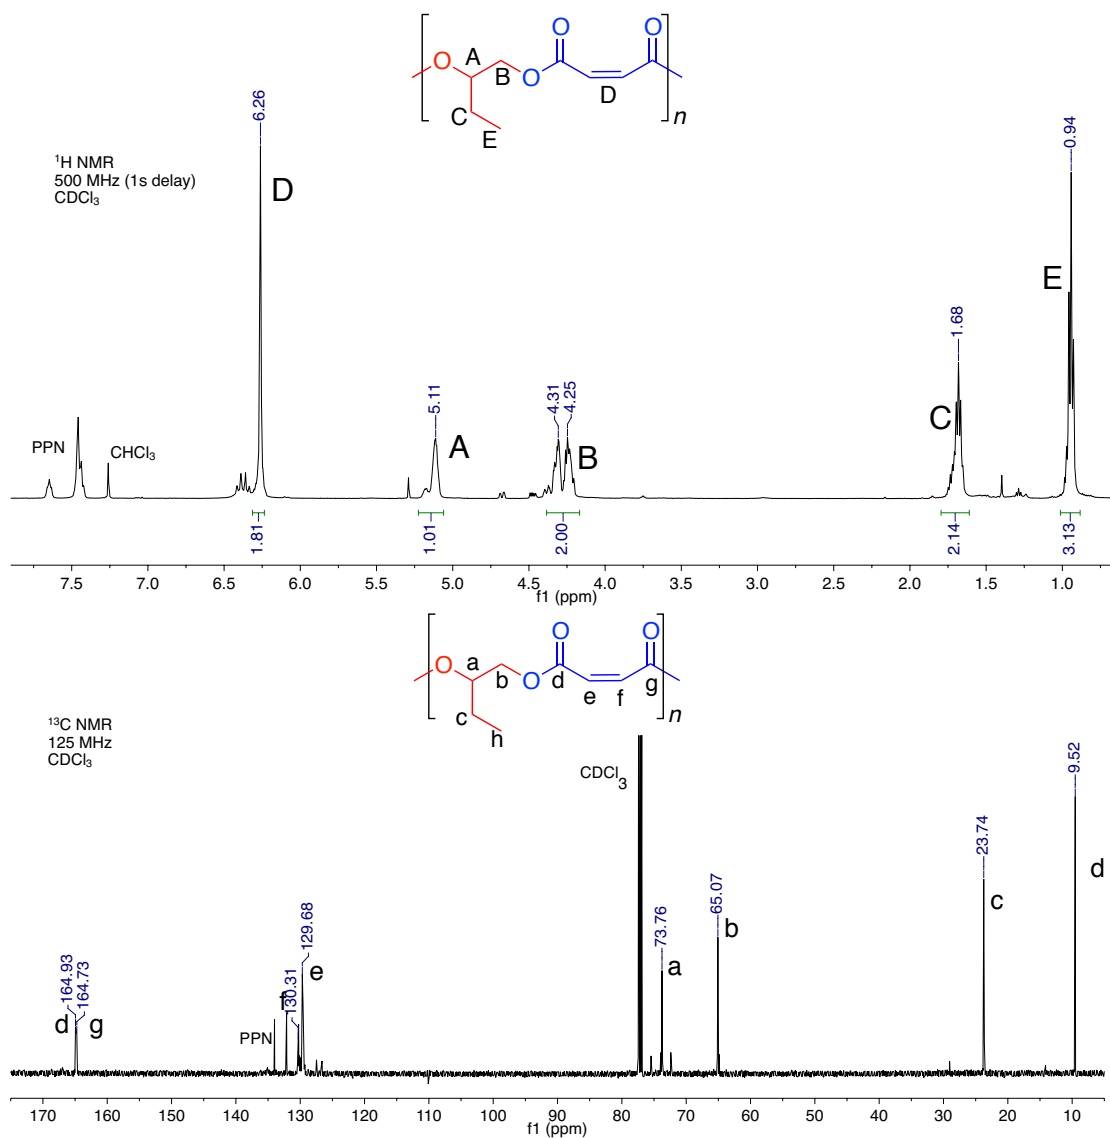 O
O
O
A
B
O
D
C
E
n
6.26
0.94
¹H NMR
500 MHz (1s delay)
CDCl₃
D
E
1.68
5.11
4.31
4.25
C
PPN
CHCl₃
A
B
1.81
1.01
2.00
2.14
3.13
7.5 7.0 6.5 6.0 5.5 5.0 4.5 4.0 3.5 3.0 2.5 2.0 1.5 1.0
f1 (ppm)
O
O
O
a
b
O
d
e
f
g
c
h
n
¹³C NMR
125 MHz
CDCl₃
CDCl₃
9.52
23.74
129.68
65.07
73.76
164.93
164.73
130.31
d
g
PPN
f
e
a
b
c
d
170 160 150 140 130 120 110 100 90 80 70 60 50 40 30 20 10
f1 (ppm)